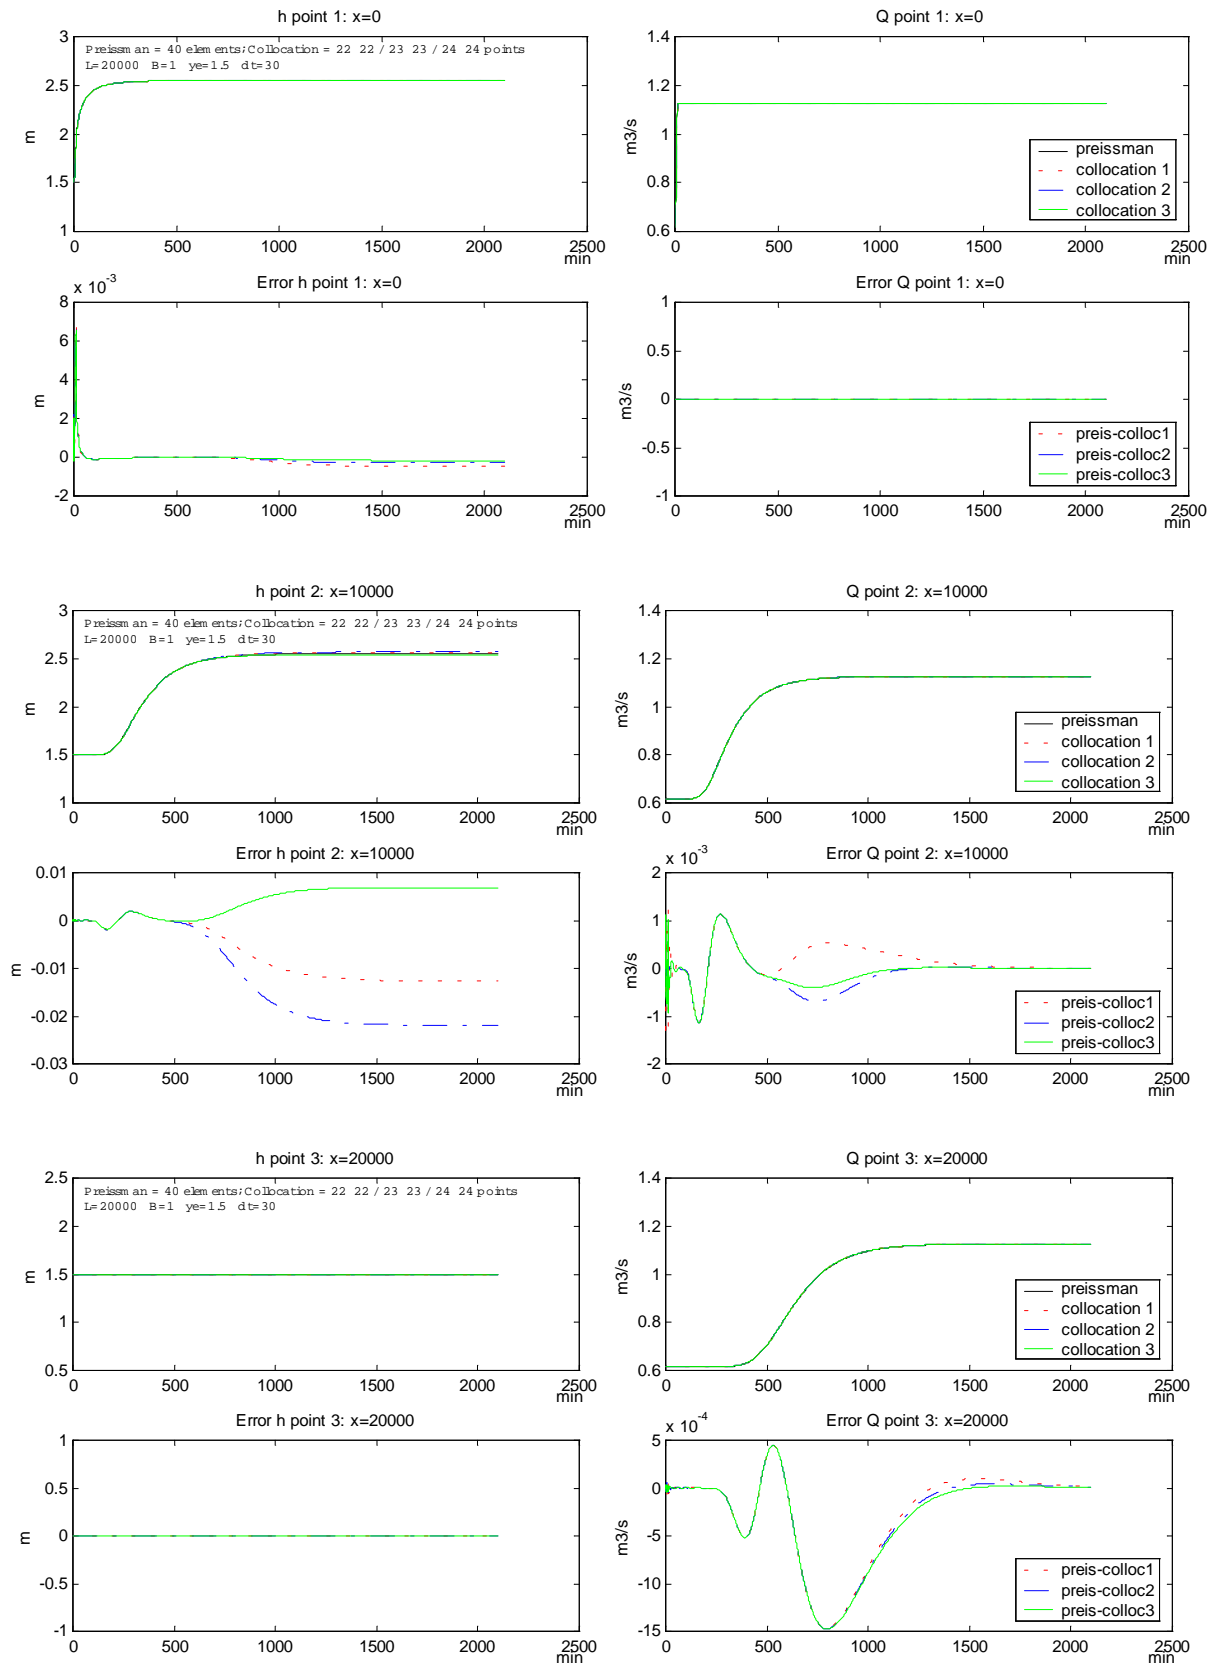 h point 1: x=0
3
2.5
2
1.5
1
m
Preissman = 40 elements;Collocation = 22 22 / 23 23 / 24 24 points
L=20000 B=1 ye=1.5 dt=30
0 500 1000 1500 2000 2500
min
Q point 1: x=0
1.4
1.2
1
0.8
0.6
m3/s
preissman
collocation 1
collocation 2
collocation 3
0 500 1000 1500 2000 2500
min
Error h point 1: x=0
x 10-3
8
6
4
2
0
-2
m
0 500 1000 1500 2000 2500
min
Error Q point 1: x=0
1
0.5
0
-0.5
-1
m3/s
preis-colloc1
preis-colloc2
preis-colloc3
0 500 1000 1500 2000 2500
min
h point 2: x=10000
3
2.5
2
1.5
1
m
Preissman = 40 elements;Collocation = 22 22 / 23 23 / 24 24 points
L=20000 B=1 ye=1.5 dt=30
0 500 1000 1500 2000 2500
min
Q point 2: x=10000
1.4
1.2
1
0.8
0.6
m3/s
preissman
collocation 1
collocation 2
collocation 3
0 500 1000 1500 2000 2500
min
Error h point 2: x=10000
0.01
0
-0.01
-0.02
-0.03
m
0 500 1000 1500 2000 2500
min
Error Q point 2: x=10000
x 10-3
2
1
0
-1
-2
m3/s
preis-colloc1
preis-colloc2
preis-colloc3
0 500 1000 1500 2000 2500
min
h point 3: x=20000
2.5
2
1.5
1
0.5
m
Preissman = 40 elements;Collocation = 22 22 / 23 23 / 24 24 points
L=20000 B=1 ye=1.5 dt=30
0 500 1000 1500 2000 2500
min
Q point 3: x=20000
1.4
1.2
1
0.8
0.6
m3/s
preissman
collocation 1
collocation 2
collocation 3
0 500 1000 1500 2000 2500
min
Error h point 3: x=20000
1
0.5
0
-0.5
-1
m
0 500 1000 1500 2000 2500
min
Error Q point 3: x=20000
x 10-4
5
0
-5
-10
-15
m3/s
preis-colloc1
preis-colloc2
preis-colloc3
0 500 1000 1500 2000 2500
min